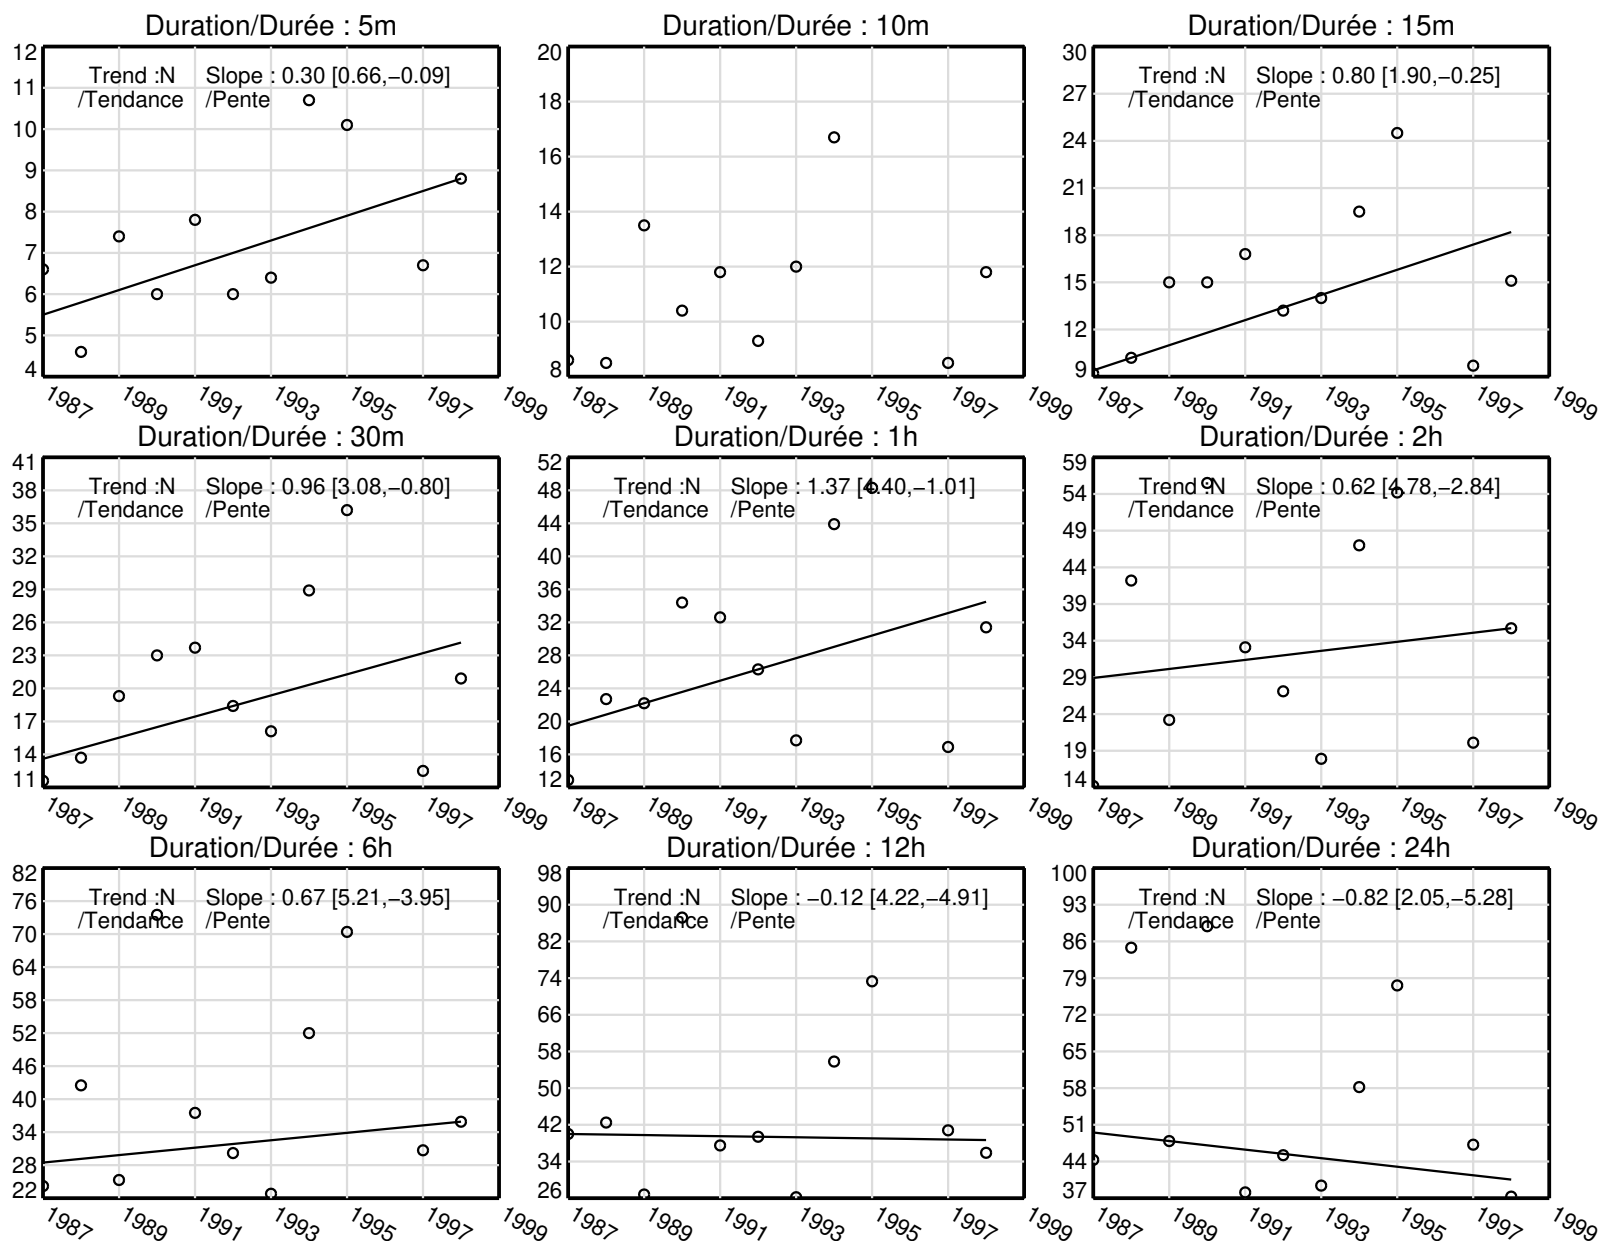 Duration/Durée : 5m
12
11
10
9
8
7
6
5
4
Trend :N Slope : 0.30 [0.66,−0.09]
/Tendance /Pente
1987 1989 1991 1993 1995 1997 1999
Duration/Durée : 10m
20
18
16
14
12
10
8
1987 1989 1991 1993 1995 1997 1999
Duration/Durée : 15m
30
27
24
21
18
15
12
9
Trend :N Slope : 0.80 [1.90,−0.25]
/Tendance /Pente
1987 1989 1991 1993 1995 1997 1999
Duration/Durée : 30m
41
38
35
32
29
26
23
20
17
14
11
Trend :N Slope : 0.96 [3.08,−0.80]
/Tendance /Pente
1987 1989 1991 1993 1995 1997 1999
Duration/Durée : 1h
52
48
44
40
36
32
28
24
20
16
12
Trend :N Slope : 1.37 [4.40,−1.01]
/Tendance /Pente
1987 1989 1991 1993 1995 1997 1999
Duration/Durée : 2h
59
54
49
44
39
34
29
24
19
14
Trend :N Slope : 0.62 [4.78,−2.84]
/Tendance /Pente
1987 1989 1991 1993 1995 1997 1999
Duration/Durée : 6h
82
76
70
64
58
52
46
40
34
28
22
Trend :N Slope : 0.67 [5.21,−3.95]
/Tendance /Pente
1987 1989 1991 1993 1995 1997 1999
Duration/Durée : 12h
98
90
82
74
66
58
50
42
34
26
Trend :N Slope : −0.12 [4.22,−4.91]
/Tendance /Pente
1987 1989 1991 1993 1995 1997 1999
Duration/Durée : 24h
100
93
86
79
72
65
58
51
44
37
Trend :N Slope : −0.82 [2.05,−5.28]
/Tendance /Pente
1987 1989 1991 1993 1995 1997 1999